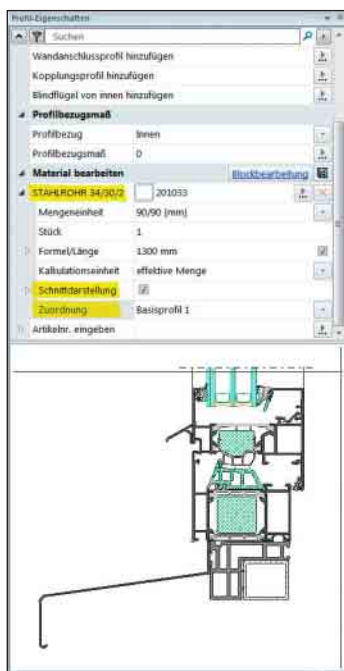 Profil-Eigenschaften
Suchen
Wandanschlussprofil hinzufügen
Kopplungsprofil hinzufügen
Blindflügel von innen hinzufügen
Profilbezugsmaß
Profilbezug Innen
Profilbezugsmaß 0
Material bearbeiten Blockbearbeitung
STAHLROHR 34/30/2 201033
Mengeneinheit 90/90 (mm)
Stück 1
Formel/Länge 1300 mm
Kalkulationseinheit effektive Menge
Schnittdarstellung
Zuordnung Basisprofil 1
Artikelnr. eingeben